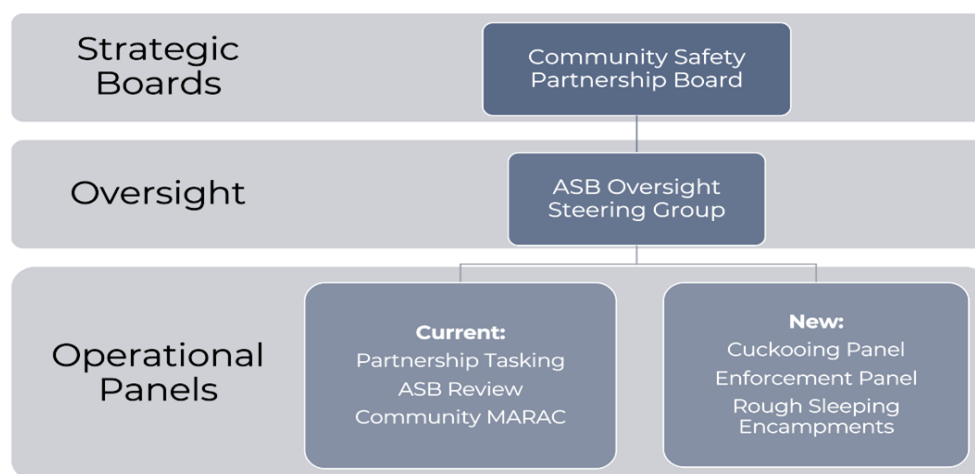 Strategic
Boards
Community Safety
Partnership Board
Oversight
ASB Oversight
Steering Group
Operational
Panels
Current:
Partnership Tasking
ASB Review
Community MARAC
New:
Cuckooing Panel
Enforcement Panel
Rough Sleeping
Encampments